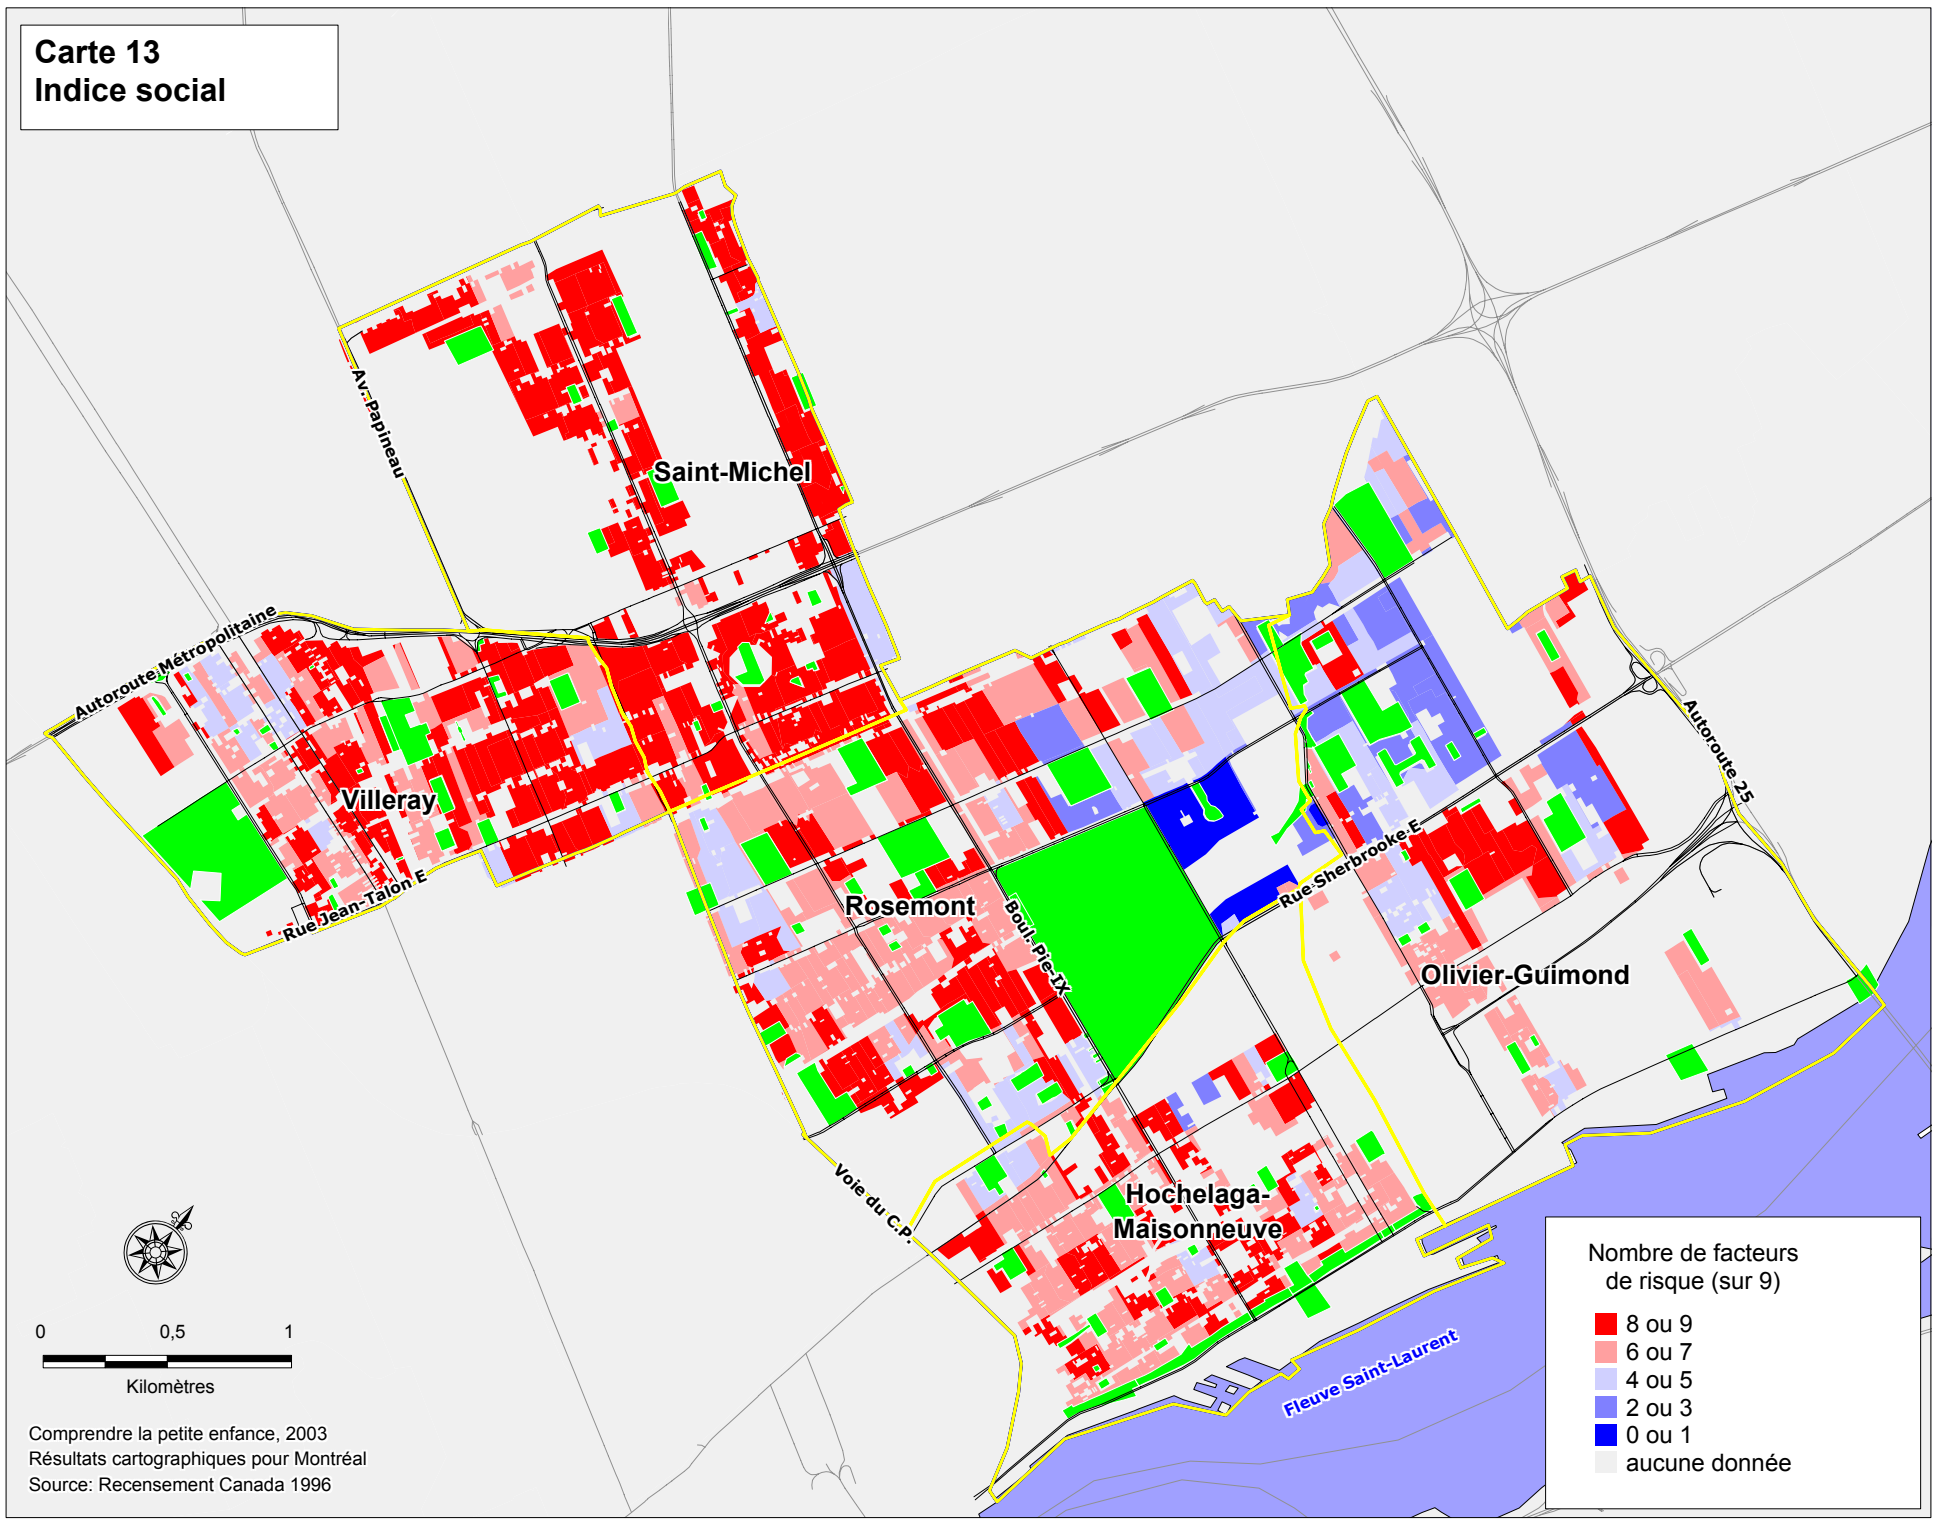 Carte 13
Indice social
Saint-Michel
Av. Papineau
Autoroute Métropolitaine
Villeray
Rue Jean-Talon E
Rosemont
Boul. Pie-IX
Rue Sherbrooke E
Autoroute 25
Olivier-Guimond
Voie du C.P.
Hochelaga-
Maisonneuve
Fleuve Saint-Laurent
0 0,5 1
Kilomètres
Comprendre la petite enfance, 2003
Résultats cartographiques pour Montréal
Source: Recensement Canada 1996
Nombre de facteurs
de risque (sur 9)
8 ou 9
6 ou 7
4 ou 5
2 ou 3
0 ou 1
aucune donnée